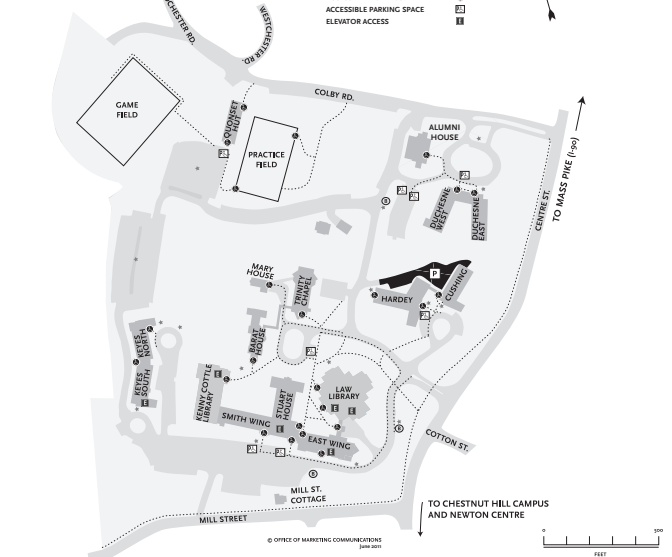 ACCESSIBLE PARKING SPACE
ELEVATOR ACCESS E
CHESTER RD.
WESTCHESTER RD.
COLBY RD.
GAME
FIELD
QUONSET
HUT
PRACTICE
FIELD
ALUMNI
HOUSE
CENTRE ST.
TO MASS PIKE (I-90)
B
DUCHESNE
WEST
DUCHESNE
EAST
MARY
HOUSE
TRINITY
CHAPEL
P
HARDEY
CUSHING
KEYES
NORTH
KEYES
SOUTH
E
BARAT
HOUSE
KENNY COTTLE
LIBRARY
E
STUART
HOUSE
LAW
LIBRARY
E
E
SMITH WING
E
EAST WING
E
B
COTTON ST.
B
MILL ST.
COTTAGE
MILL STREET
TO CHESTNUT HILL CAMPUS
AND NEWTON CENTRE
© OFFICE OF MARKETING COMMUNICATIONS
June 2011
0 500
FEET